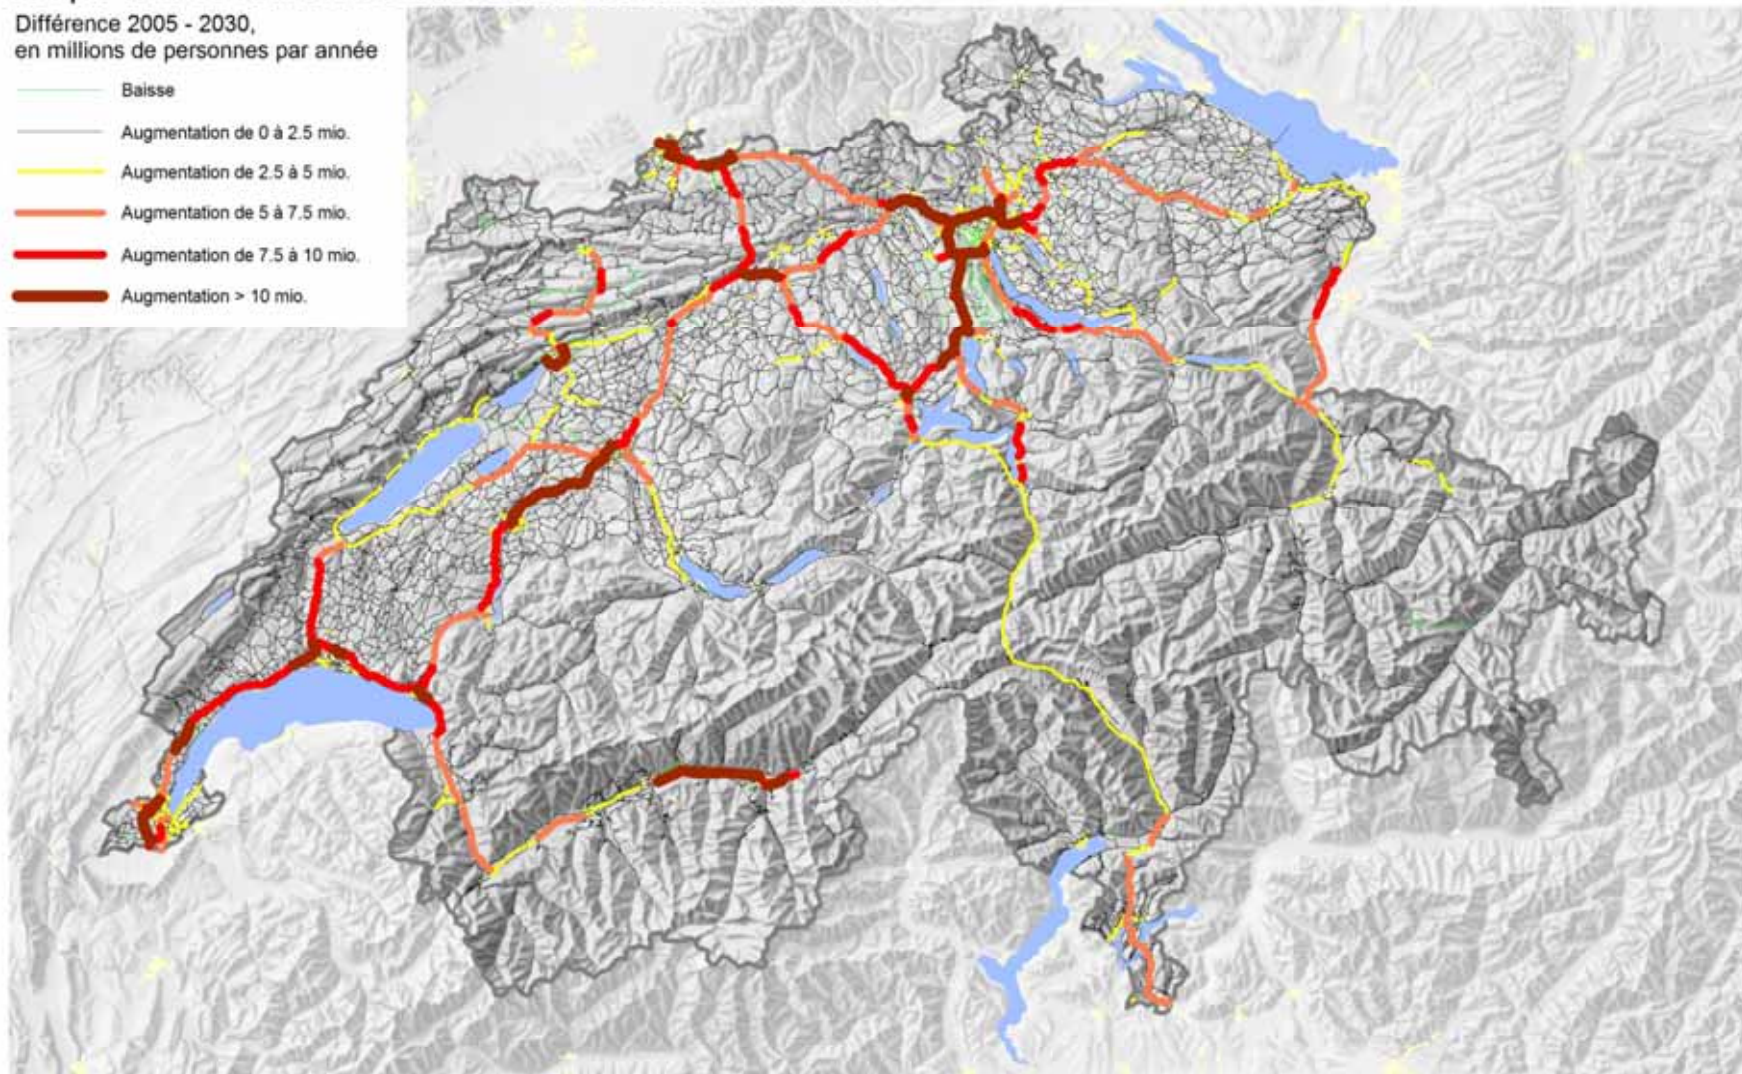 Différence 2005 - 2030,
en millions de personnes par année
Baisse
Augmentation de 0 à 2.5 mio.
Augmentation de 2.5 à 5 mio.
Augmentation de 5 à 7.5 mio.
Augmentation de 7.5 à 10 mio.
Augmentation > 10 mio.